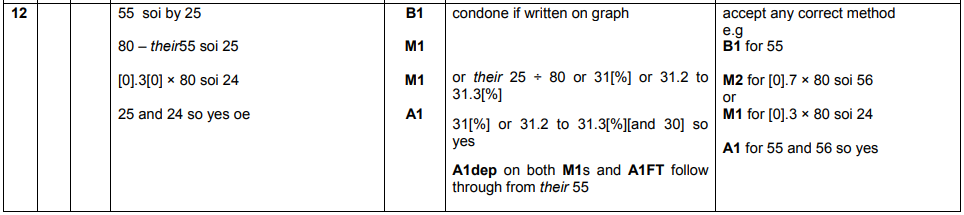 12
55 soi by 25
B1
condone if written on graph
accept any correct method
e.g
B1 for 55
80 – their55 soi 25
M1
[0].3[0] × 80 soi 24
M1
or their 25 ÷ 80 or 31[%] or 31.2 to
31.3[%]
M2 for [0].7 × 80 soi 56
or
M1 for [0].3 × 80 soi 24
25 and 24 so yes oe
A1
31[%] or 31.2 to 31.3[%][and 30] so
yes
A1 for 55 and 56 so yes
A1dep on both M1s and A1FT follow
through from their 55